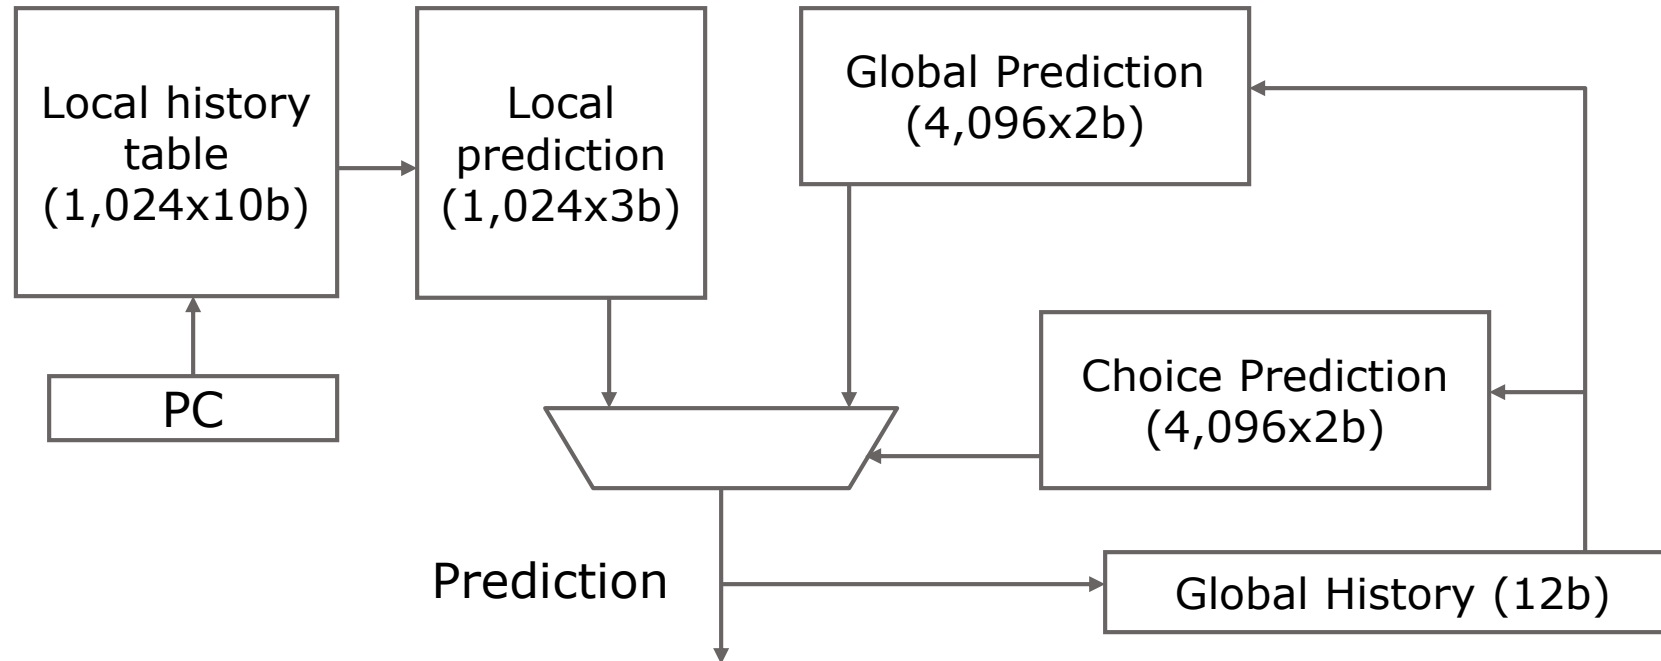 Local history
table
(1,024x10b)
Local
prediction
(1,024x3b)
Global Prediction
(4,096x2b)
PC
Choice Prediction
(4,096x2b)
Prediction
Global History (12b)